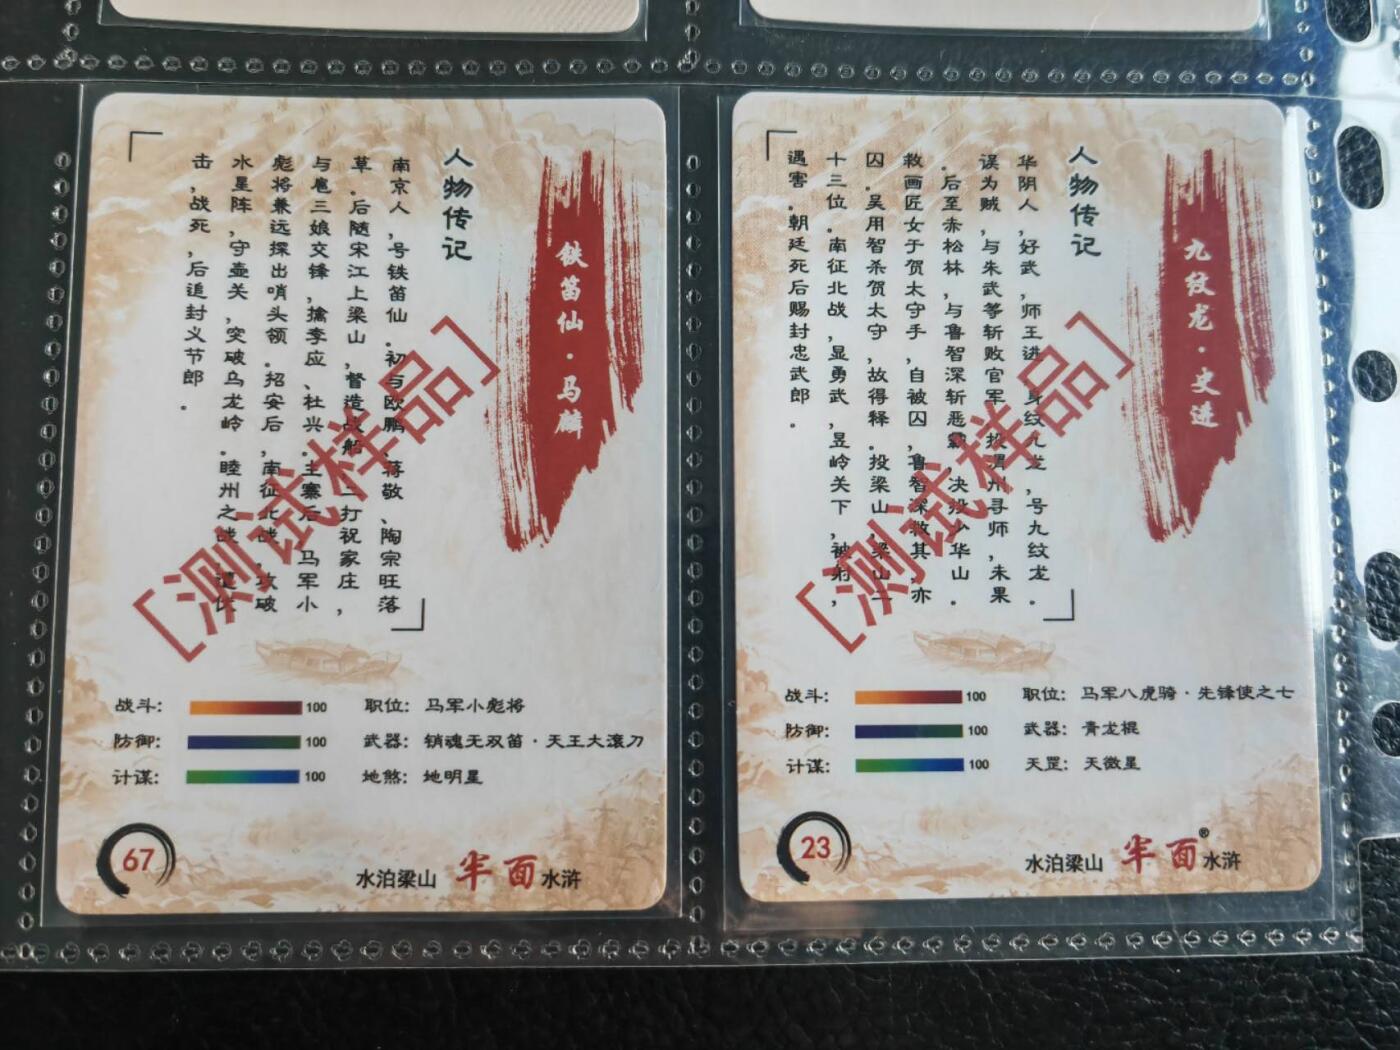 铁笛仙·马麟
人物传记
南京人,号铁笛仙.初与欧鹏、蒋敬、陶宗旺落
草.后随宋江上梁山,督造战船.二打祝家庄,
与扈三娘交锋,擒李应、杜兴.主寨后,马军小
彪将兼远探出哨头领.招安后,南征北战,攻破
水星阵,守壶关,突破乌龙岭.睦州之战,遭伏
击,战死,后追封义节郎.
[测试样品]
战斗: 100 职位: 马军小彪将
防御: 100 武器: 销魂无双笛·天王大滚刀
计谋: 100 地煞: 地明星
67 水泊梁山 半面 水浒
九纹龙·史进
人物传记
华阴人,好武,师王进,身纹九龙,号九纹龙.
误为贼,与朱武等斩败官军,投渭州寻师,未果
.后至赤松林,与鲁智深斩恶霸,决投少华山.
救画匠女于贺太守手,自被囚,鲁智深救其,亦
囚.吴用智杀贺太守,故得释.投梁山,梁山二
十三位.南征北战,显勇武,昱岭关下,被射,
遇害.朝廷死后赐封忠武郎.
[测试样品]
战斗: 100 职位: 马军八虎骑·先锋使之七
防御: 100 武器: 青龙棍
计谋: 100 天罡: 天微星
23 水泊梁山 半面® 水浒